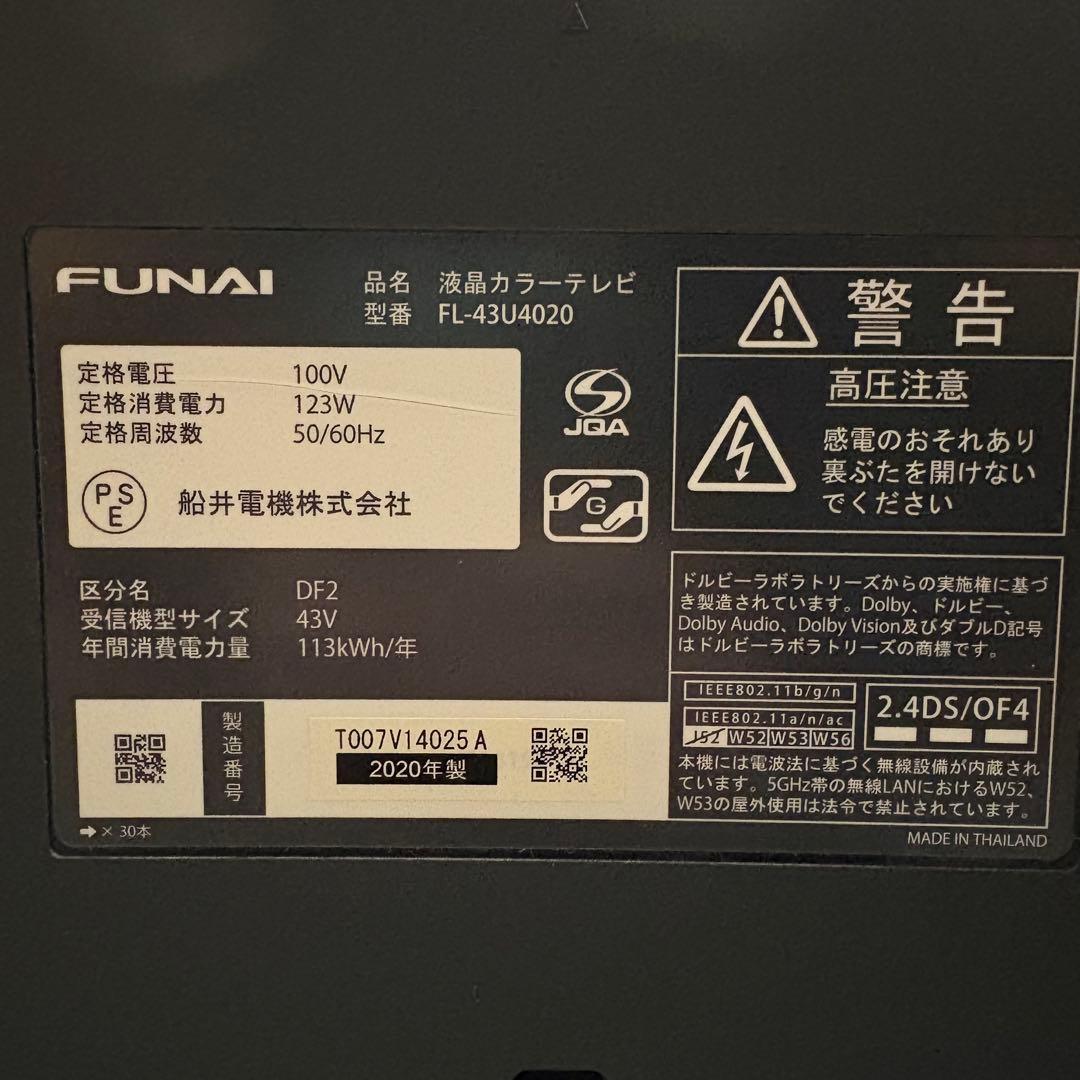 FUNAI
品名 液晶カラーテレビ
型番 FL-43U4020
定格電圧 100V
定格消費電力 123W
定格周波数 50/60Hz
PSE
船井電機株式会社
JQA
G
区分名 DF2
受信機型サイズ 43V
年間消費電力量 113kWh/年
製造番号
T007V14025A
2020年製
➡ × 30本
警告
高圧注意
感電のおそれあり
裏ぶたを開けない
でください
ドルビーラボラトリーズからの実施権に基づ
き製造されています。Dolby、ドルビー、
Dolby Audio、Dolby Vision及びダブルD記号
はドルビーラボラトリーズの商標です。
IEEE802.11b/g/n
IEEE802.11a/n/ac
J52 W52 W53 W56
2.4DS/OF4
本機には電波法に基づく無線設備が内蔵され
ています。5GHz帯の無線LANにおけるW52、
W53の屋外使用は法令で禁止されています。
MADE IN THAILAND